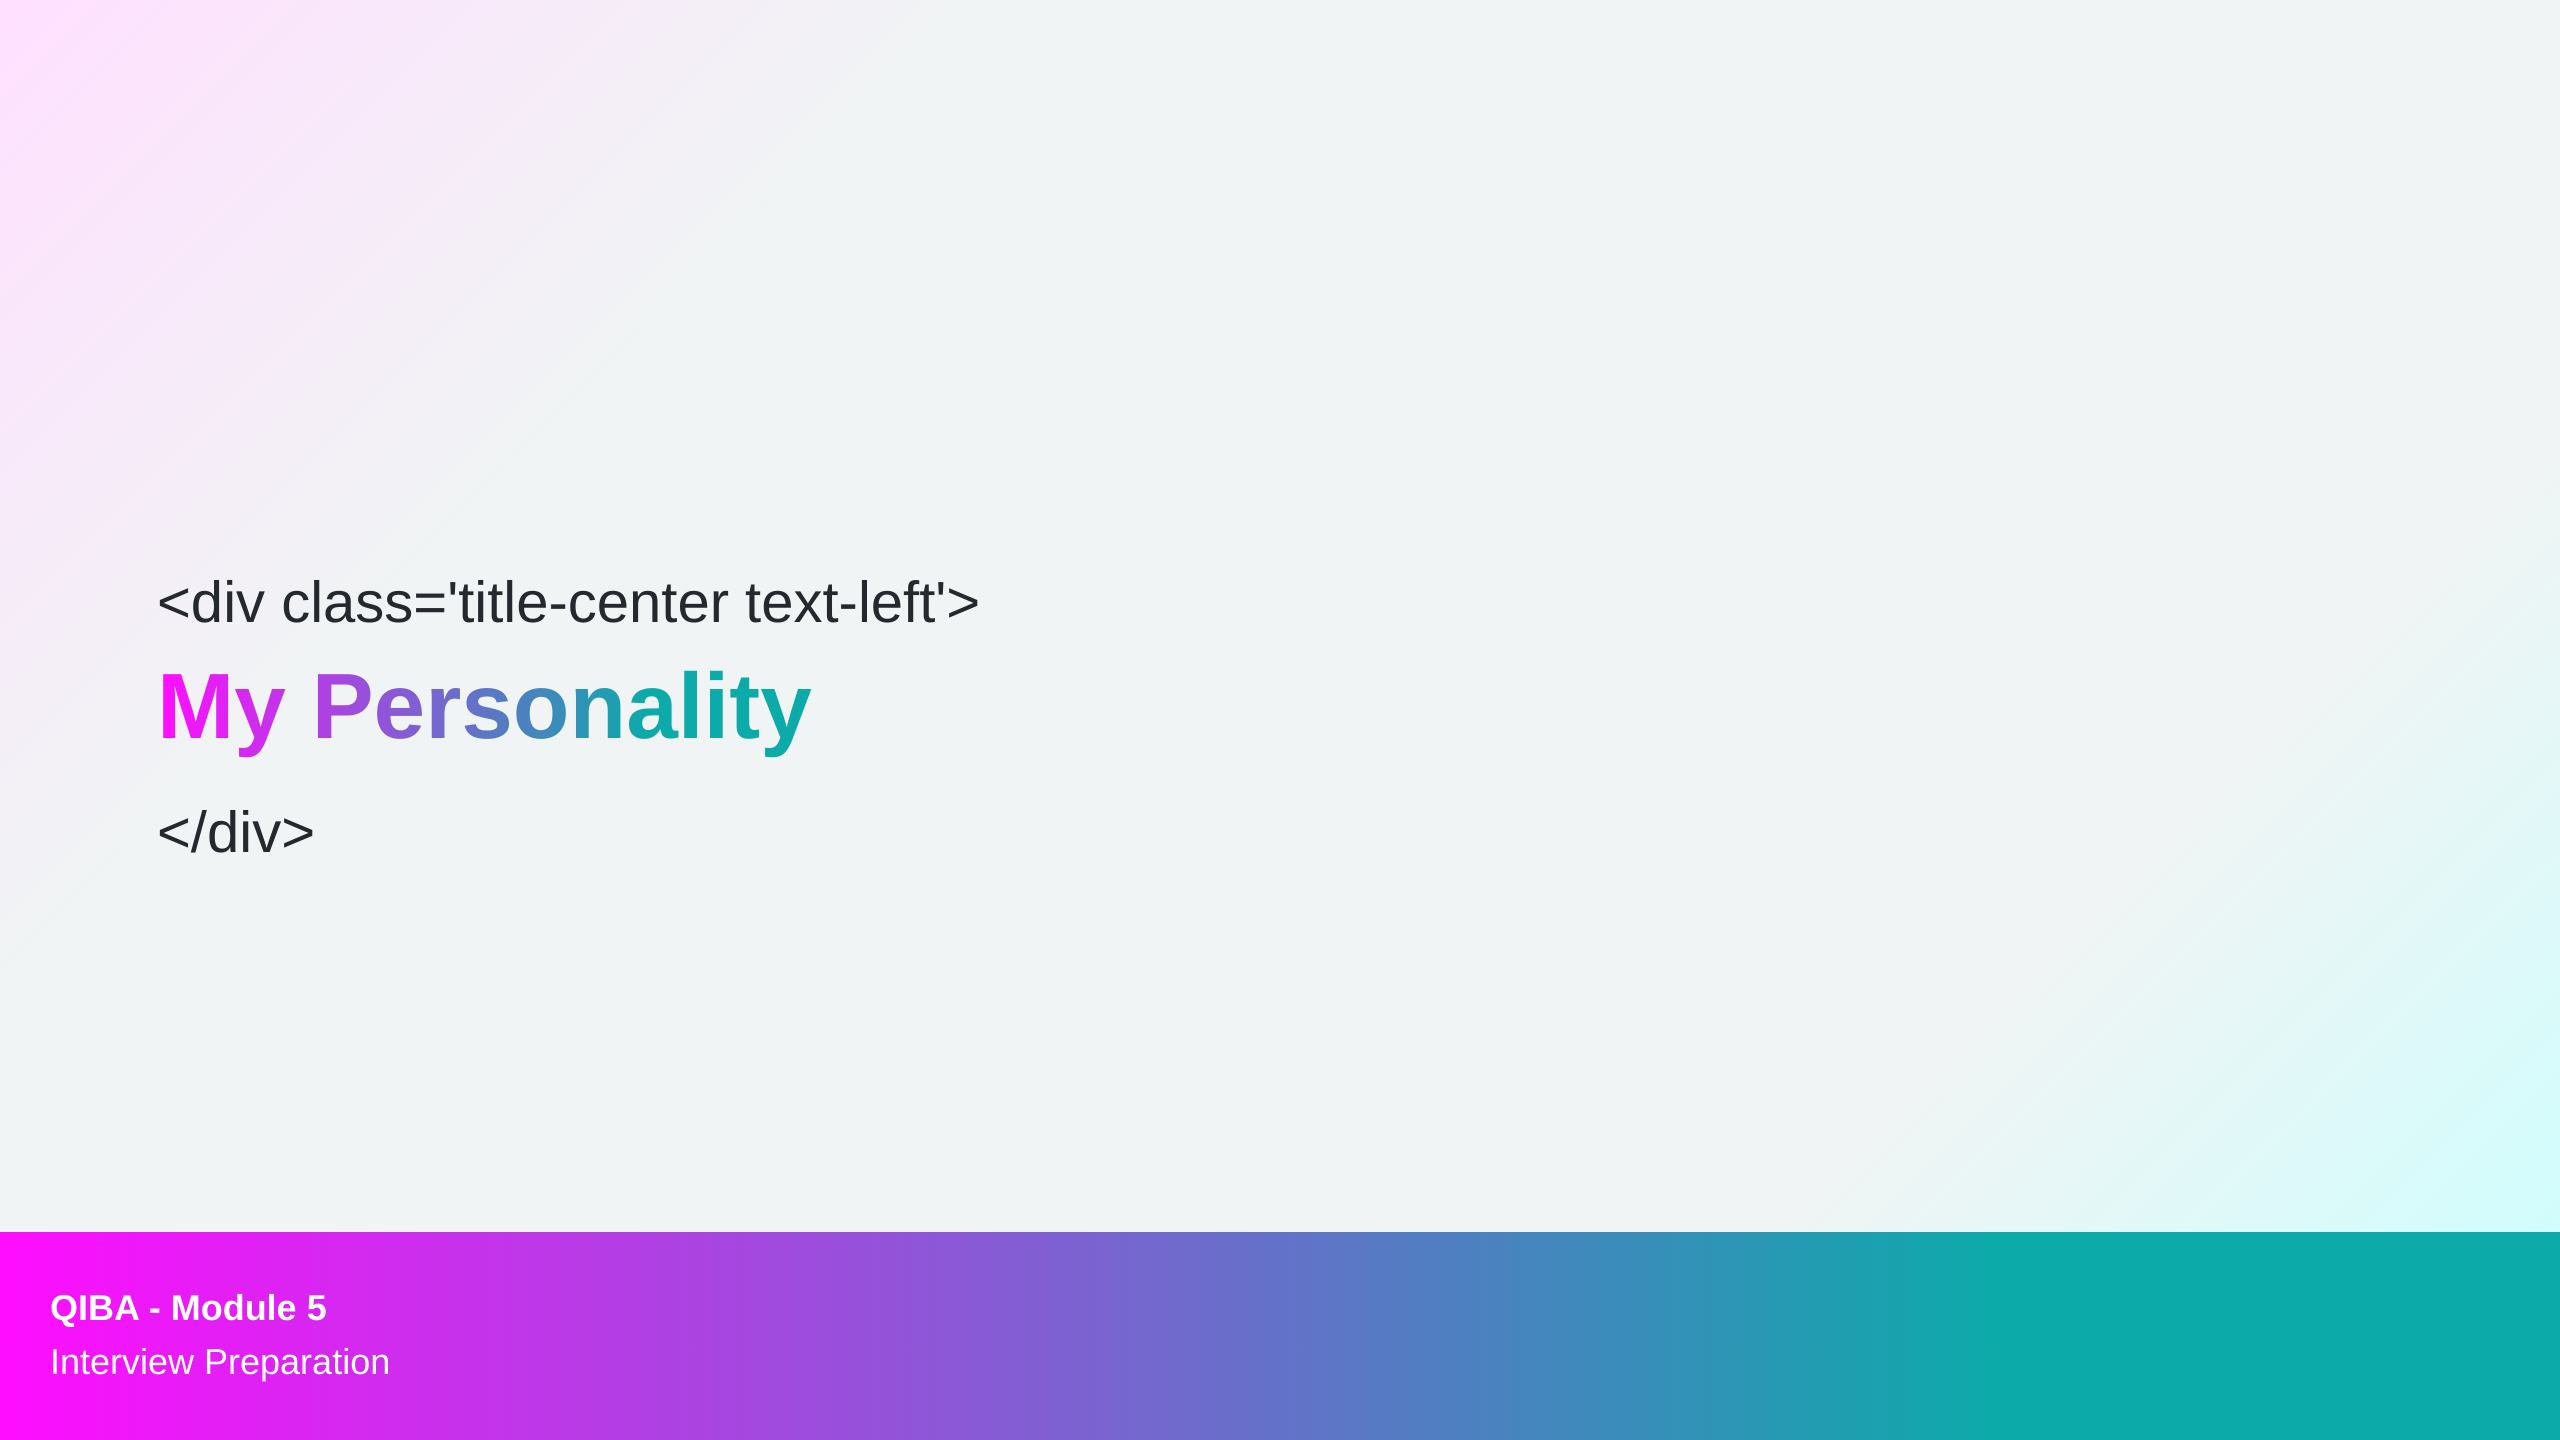 <div class='title-center text-left'>
My Personality
</div>
QIBA - Module 5
Interview Preparation